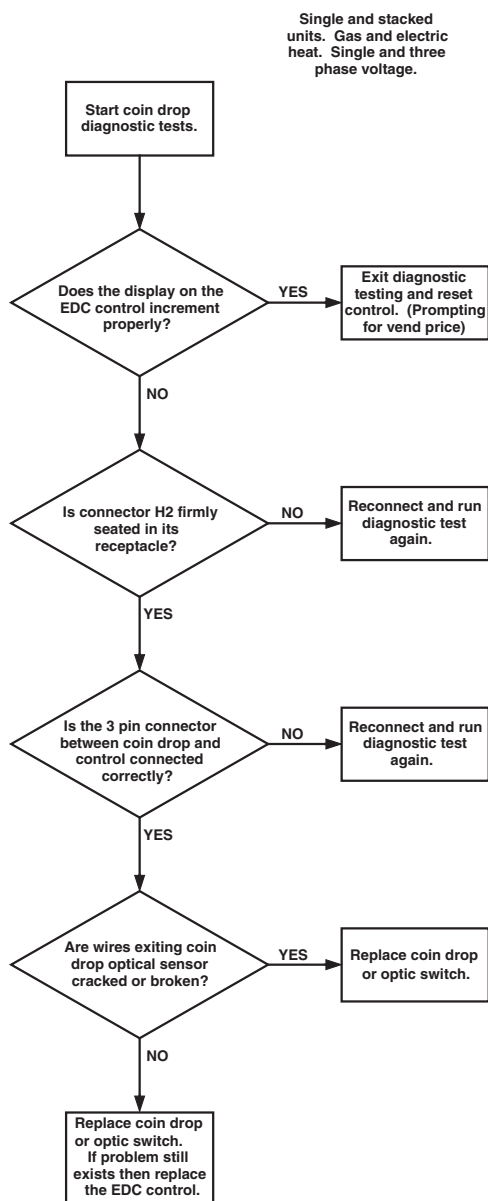 Single and stacked
units. Gas and electric
heat. Single and three
phase voltage.
Start coin drop
diagnostic tests.
Does the display on the
EDC control increment
properly?
YES
Exit diagnostic
testing and reset
control. (Prompting
for vend price)
NO
Is connector H2 firmly
seated in its
receptacle?
NO
Reconnect and run
diagnostic test
again.
YES
Is the 3 pin connector
between coin drop and
control connected
correctly?
NO
Reconnect and run
diagnostic test
again.
YES
Are wires exiting coin
drop optical sensor
cracked or broken?
YES
Replace coin drop
or optic switch.
NO
Replace coin drop
or optic switch.
If problem still
exists then replace
the EDC control.